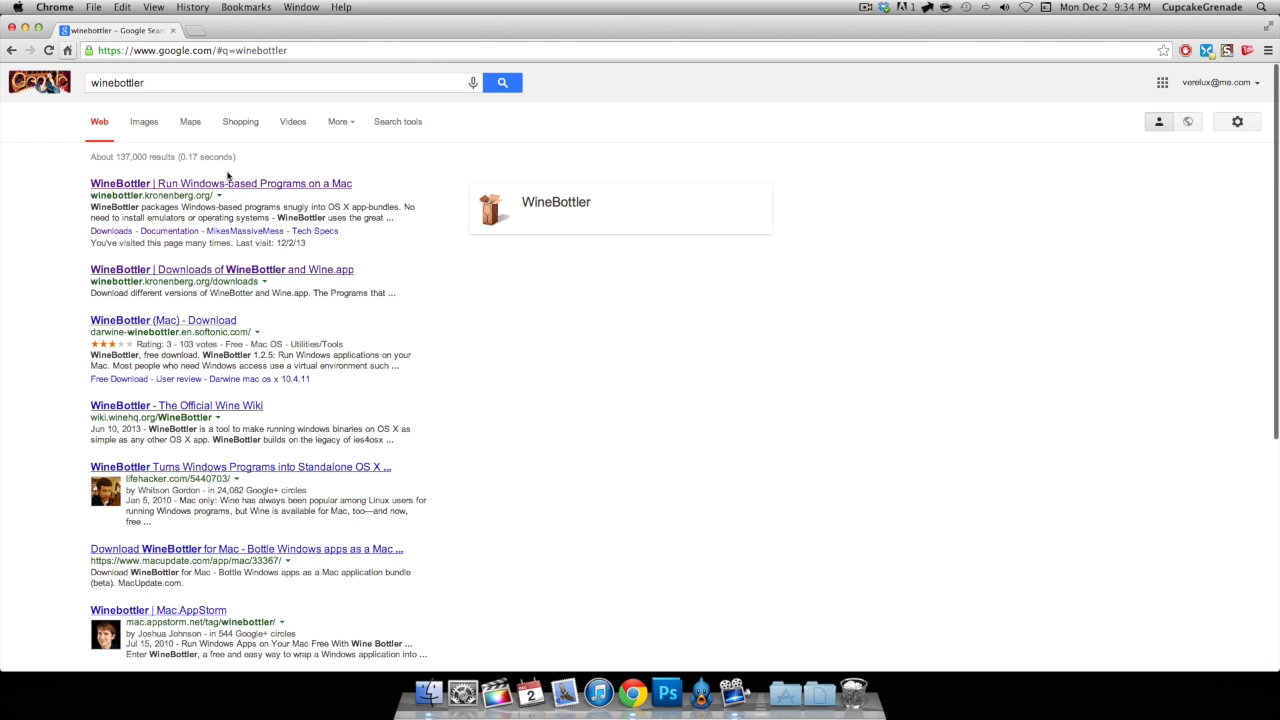 Chrome File Edit View History Bookmarks Window Help
1 Mon Dec 2 9:34 PM CupcakeGrenade
winebottler - Google Sear
https://www.google.com/#q=winebottler
winebottler
verelux@me.com
Web Images Maps Shopping Videos More Search tools
About 137,000 results (0.17 seconds)
WineBottler | Run Windows-based Programs on a Mac
winebottler.kronenberg.org/
WineBottler packages Windows-based programs snugly into OS X app-bundles. No
need to install emulators or operating systems - WineBottler uses the great ...
Downloads - Documentation - MikesMassiveMess - Tech Specs
You've visited this page many times. Last visit: 12/2/13
WineBottler
WineBottler | Downloads of WineBottler and Wine.app
winebottler.kronenberg.org/downloads
Download different versions of WineBotter and Wine.app. The Programs that ...
WineBottler (Mac) - Download
darwine-winebottler.en.softonic.com/
Rating: 3 - 103 votes - Free - Mac OS - Utilities/Tools
WineBottler, free download. WineBottler 1.2.5: Run Windows applications on your
Mac. Most people who need Windows access use a virtual environment such ...
Free Download - User review - Darwine mac os x 10.4.11
WineBottler - The Official Wine Wiki
wiki.winehq.org/WineBottler
Jun 10, 2013 - WineBottler is a tool to make running windows binaries on OS X as
simple as any other OS X app. WineBottler builds on the legacy of ies4osx ...
WineBottler Turns Windows Programs into Standalone OS X ...
lifehacker.com/5440703/
by Whitson Gordon - in 24,082 Google+ circles
Jan 5, 2010 - Mac only: Wine has always been popular among Linux users for
running Windows programs, but Wine is available for Mac, too—and now,
free ...
Download WineBottler for Mac - Bottle Windows apps as a Mac ...
https://www.macupdate.com/app/mac/33367/
Download WineBottler for Mac - Bottle Windows apps as a Mac application bundle
(beta). MacUpdate.com.
Winebottler | Mac.AppStorm
mac.appstorm.net/tag/winebottler/
by Joshua Johnson - in 544 Google+ circles
Jul 15, 2010 - Run Windows Apps on Your Mac Free With Wine Bottler ...
Enter WineBottler, a free and easy way to wrap a Windows application into ...
2
Ps